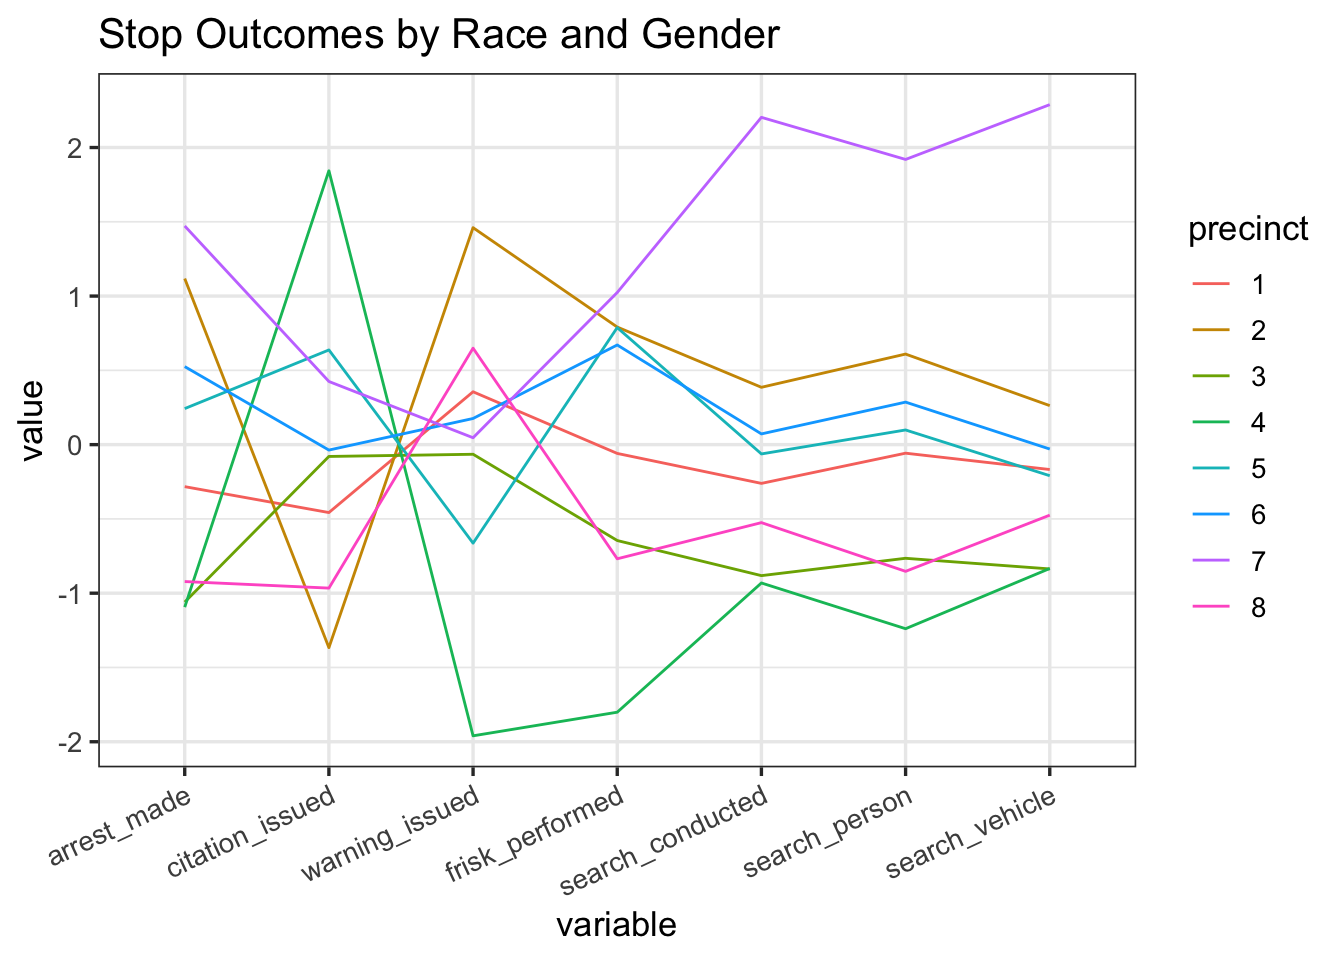 Stop Outcomes by Race and Gender
value
2
1
0
-1
-2
arrest_made
citation_issued
warning_issued
frisk_performed
search_conducted
search_person
search_vehicle
variable
precinct
1
2
3
4
5
6
7
8